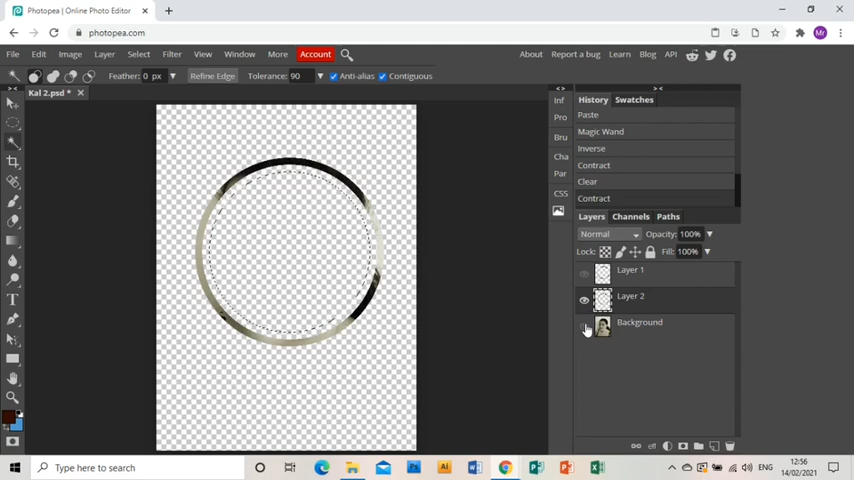 Photopea | Online Photo Editor
photopea.com
Mr
File Edit Image Layer Select Filter View Window More Account
About Report a bug Learn Blog API
Feather: 0 px Refine Edge Tolerance: 90 Anti-alias Contiguous
Kal 2.psd *
Inf
Pro
Bru
Cha
Par
CSS
History Swatches
Paste
Magic Wand
Inverse
Contract
Clear
Contract
Layers Channels Paths
Normal Opacity: 100%
Lock: Fill: 100%
Layer 1
Layer 2
Background
Type here to search
ENG
12:56
14/02/2021